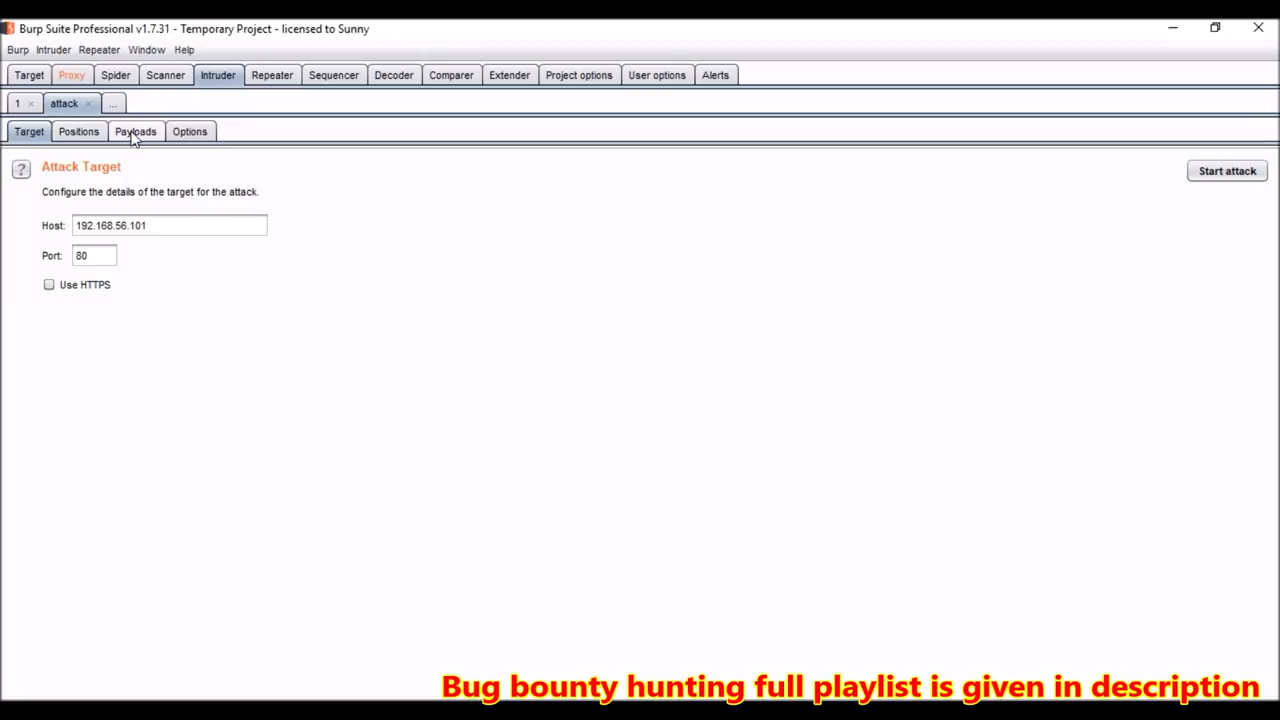 Burp Suite Professional v1.7.31 - Temporary Project - licensed to Sunny
Burp Intruder Repeater Window Help
Target Proxy Spider Scanner Intruder Repeater Sequencer Decoder Comparer Extender Project options User options Alerts
1 × attack × ...
Target Positions Payloads Options
? Attack Target
Start attack
Configure the details of the target for the attack.
Host: 192.168.56.101
Port: 80
Use HTTPS
Bug bounty hunting full playlist is given in description